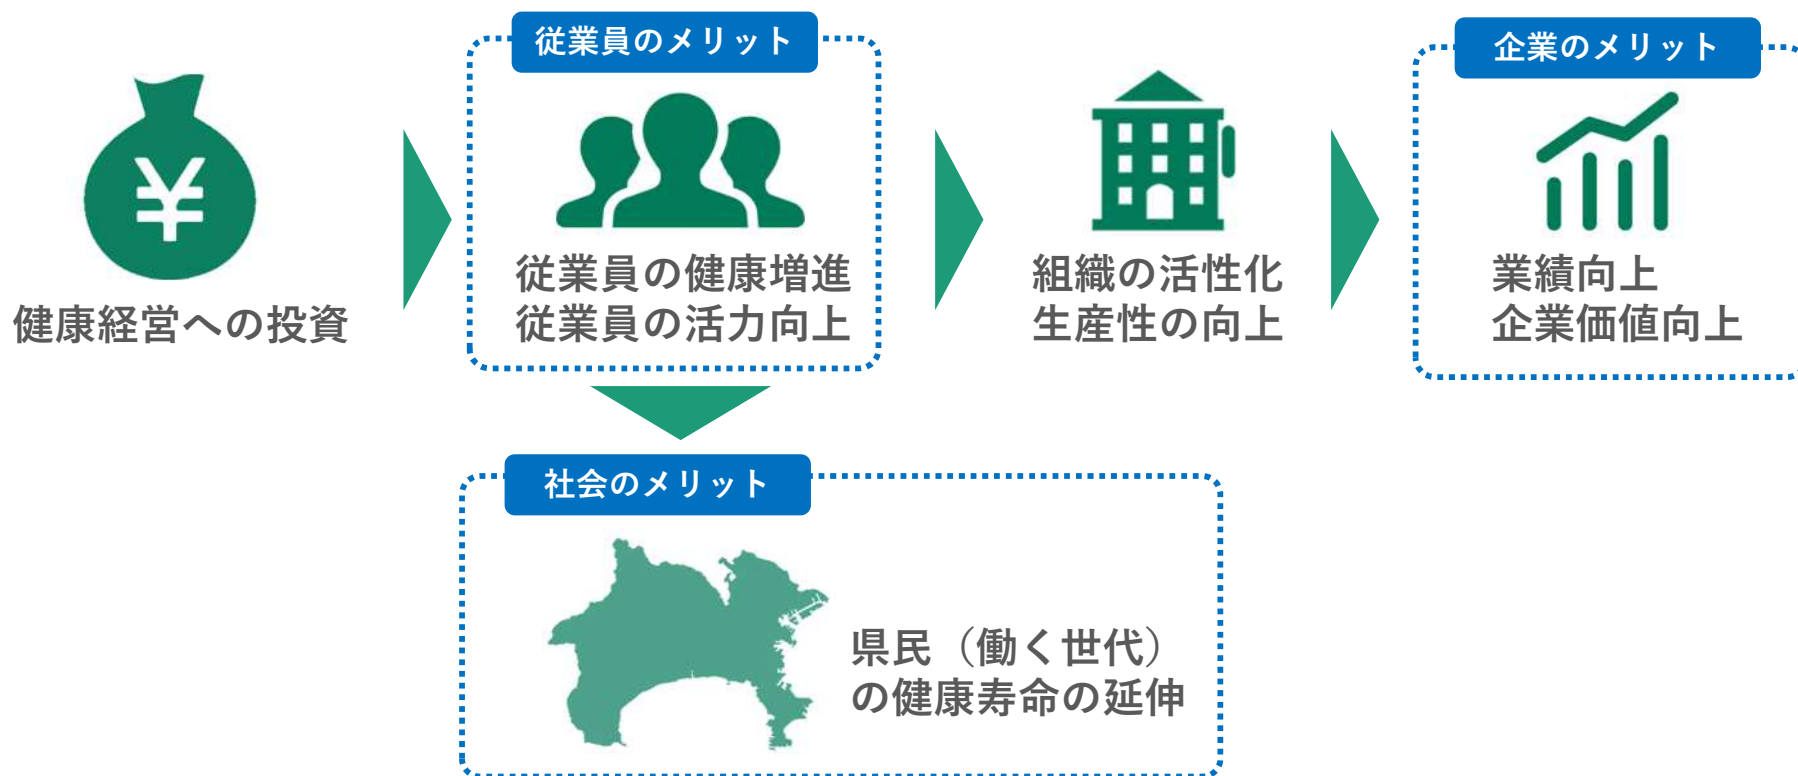 従業員のメリット
企業のメリット
¥
健康経営への投資
従業員の健康増進
従業員の活力向上
組織の活性化
生産性の向上
業績向上
企業価値向上
社会のメリット
県民（働く世代）
の健康寿命の延伸